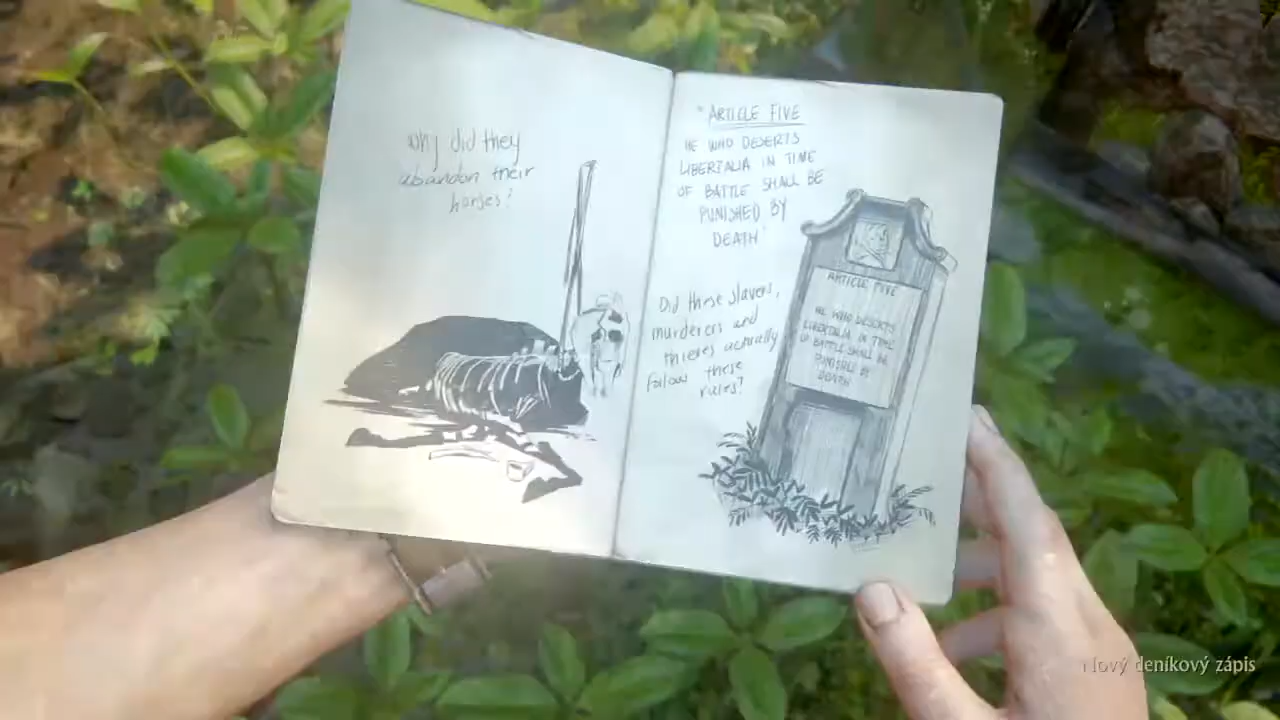 Why did they
abandon their
horses?
"ARTICLE FIVE
HE WHO DESERTS
LIBERTALIA IN TIME
OF BATTLE SHALL BE
PUNISHED BY
DEATH"
Did these slavers,
murderers and
thieves actually
follow these
rules?
ARTICLE FIVE
HE WHO DESERTS
LIBERTALIA IN TIME
OF BATTLE SHALL BE
PUNISHED BY
DEATH
Nový deníkový zápis